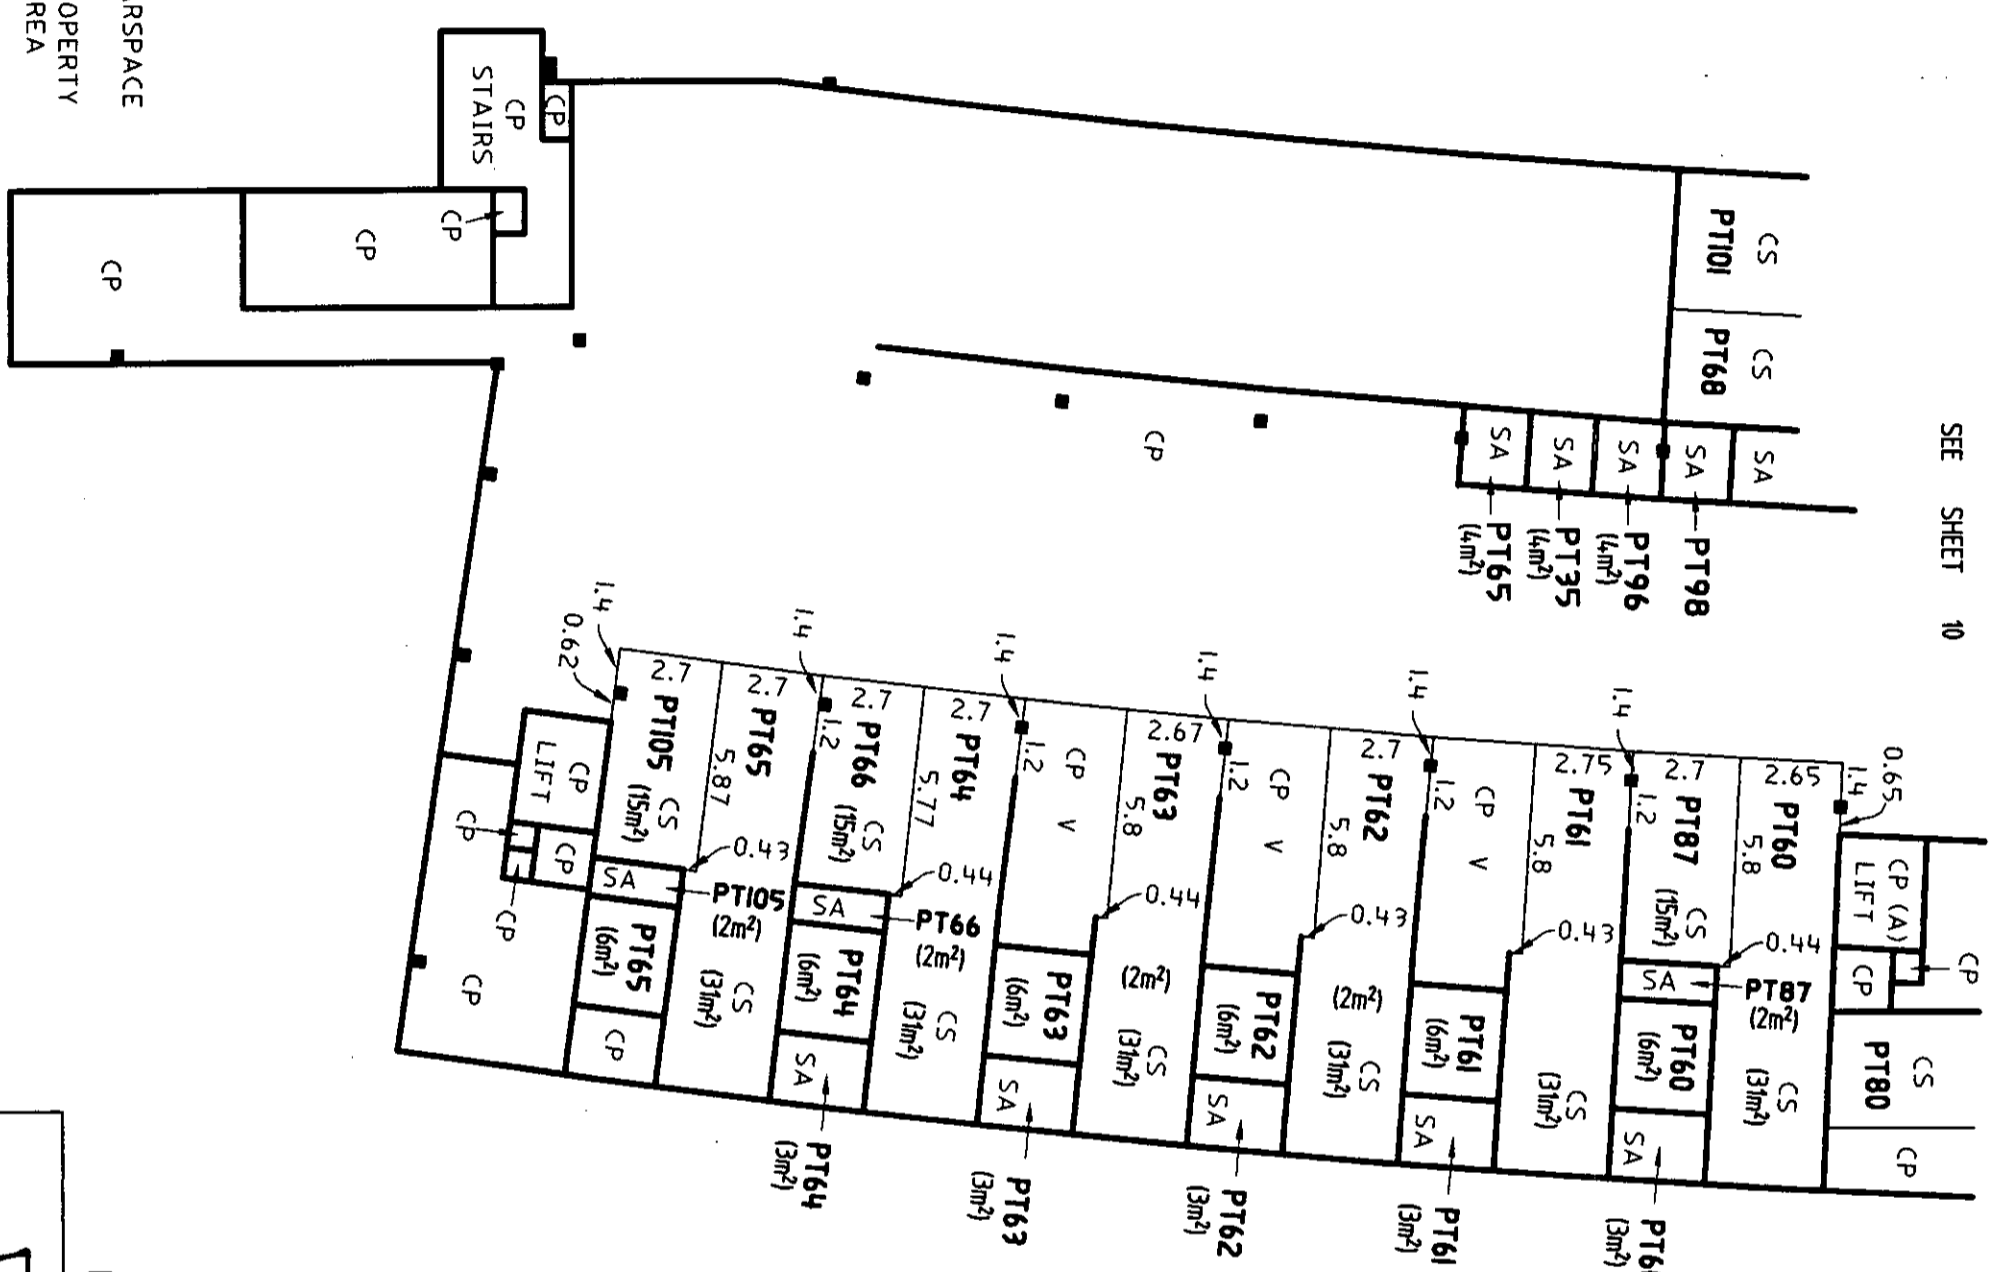 SEE SHEET 10
RSPACE
OPERTY
REA
CP
STAIRS
CP
CP
CP
CP
CP
CS
PT101
CS
PT68
SA
SA
SA
SA
SA
PT98
PT96
(4m²)
PT35
(4m²)
PT65
(4m²)
0.65
1.4
CP (A)
LIFT
CP
CP
CS
PT80
CP
2.65
PT60
5.8
CS
(31m²)
1.4
2.7
PT87
1.2
CS
(15m²)
0.44
SA
PT87
(2m²)
PT60
(6m²)
SA
(3m²)
2.75
PT61
5.8
CS
(31m²)
1.4
1.2
CP
V
0.43
PT61
(6m²)
SA
PT61
(3m²)
2.7
PT62
5.8
(2m²)
CS
(31m²)
1.4
1.2
CP
V
0.43
PT62
(6m²)
SA
PT62
(3m²)
2.67
PT63
5.8
(2m²)
CS
(31m²)
1.4
1.2
CP
V
0.44
PT63
(6m²)
SA
PT63
(3m²)
2.7
PT64
5.77
CS
(31m²)
1.4
2.7
PT66
1.2
CS
(15m²)
0.44
SA
PT66
(2m²)
PT64
(6m²)
SA
PT64
(3m²)
2.7
PT65
5.87
CS
(31m²)
1.4
0.62
2.7
PT105
CS
(15m²)
0.43
SA
PT105
(2m²)
PT65
(6m²)
CP
CP
LIFT
CP
CP
CP
CP